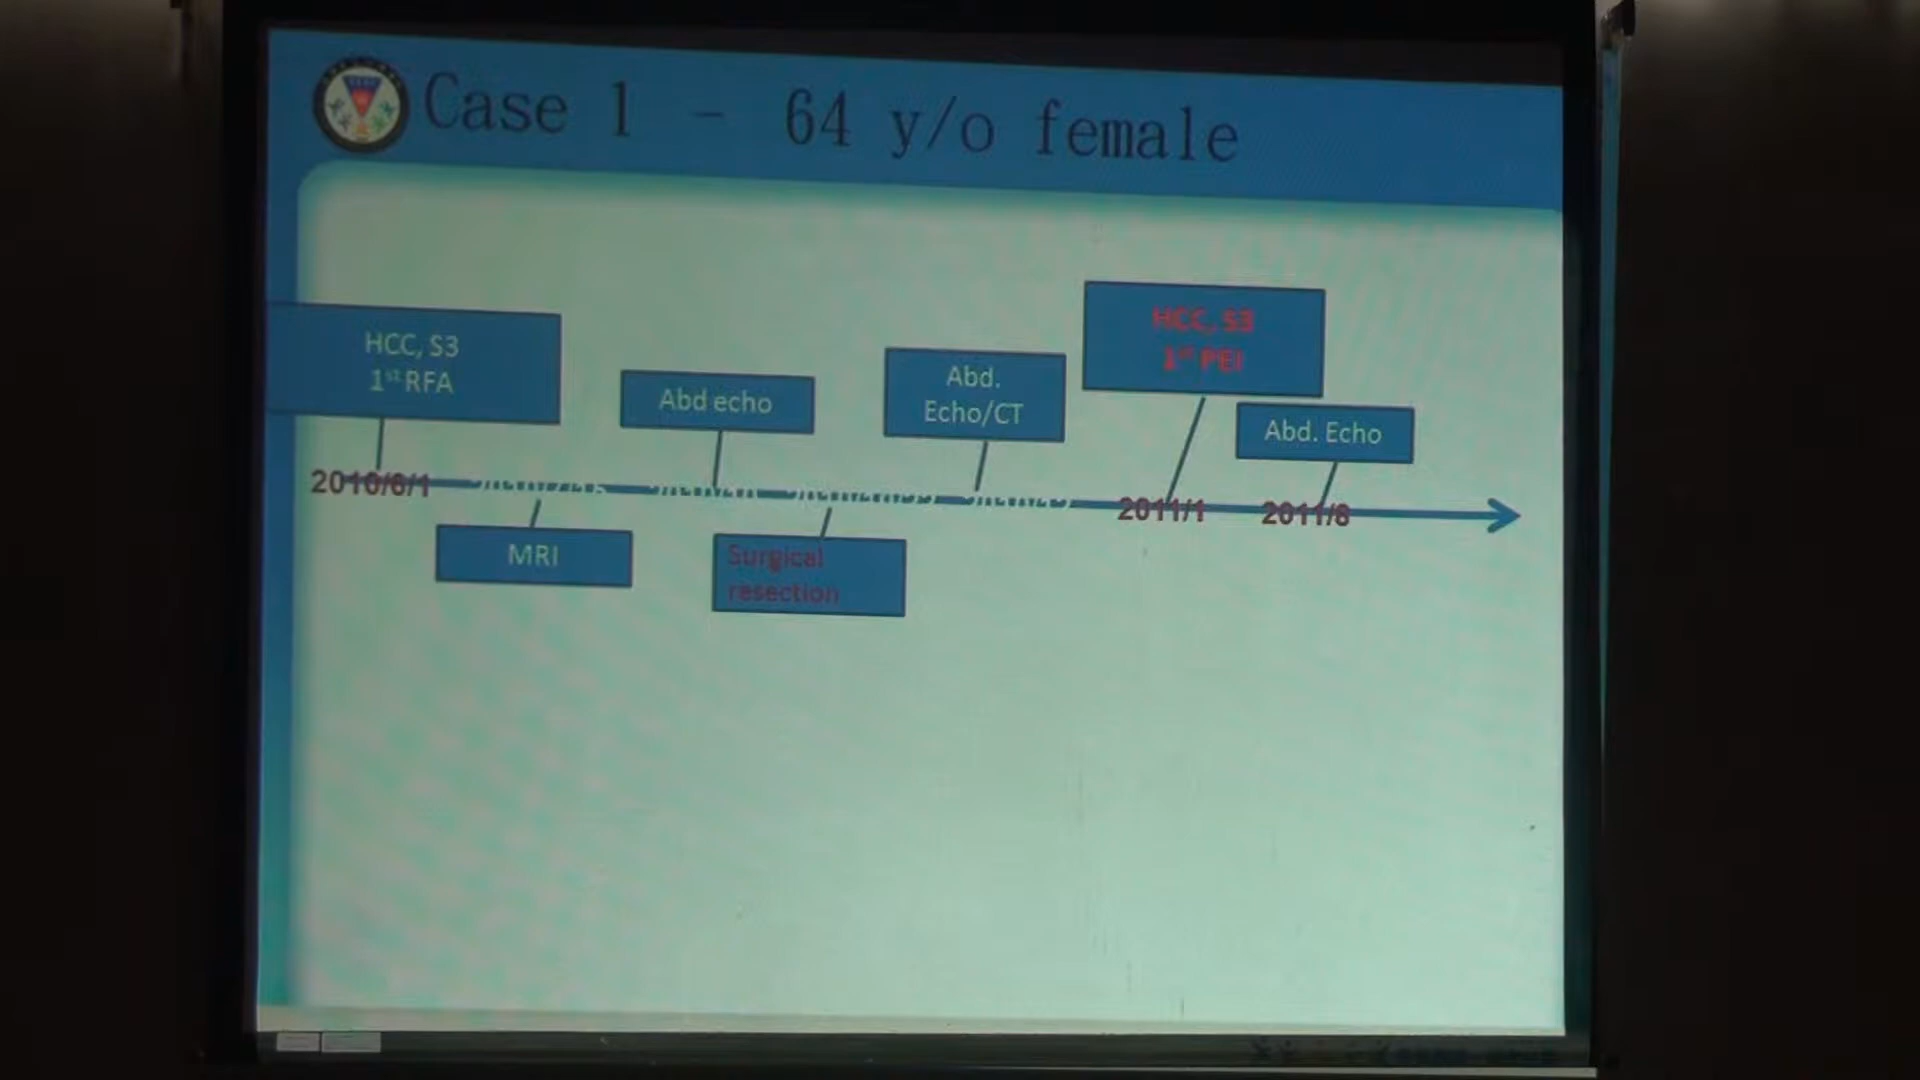 Case 1 - 64 y/o female
HCC, S3
1st RFA
Abd echo
Abd.
Echo/CT
HCC, S3
1st PEI
Abd. Echo
2010/6/1
2011/1
2011/8
MRI
Surgical
resection